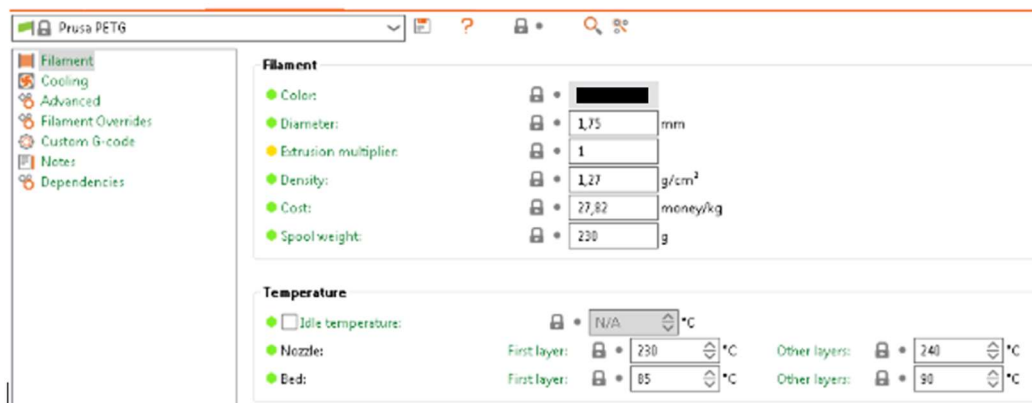 Prusa PETG
?
Filament
Cooling
Advanced
Filament Overrides
Custom G-code
Notes
Dependencies
Filament
Color:
Diameter: 1,75 mm
Extrusion multiplier: 1
Density: 1,27 g/cm³
Cost: 27,82 money/kg
Spool weight: 230 g
Temperature
Idle temperature: N/A °C
Nozzle: First layer: 230 °C Other layers: 240 °C
Bed: First layer: 85 °C Other layers: 90 °C